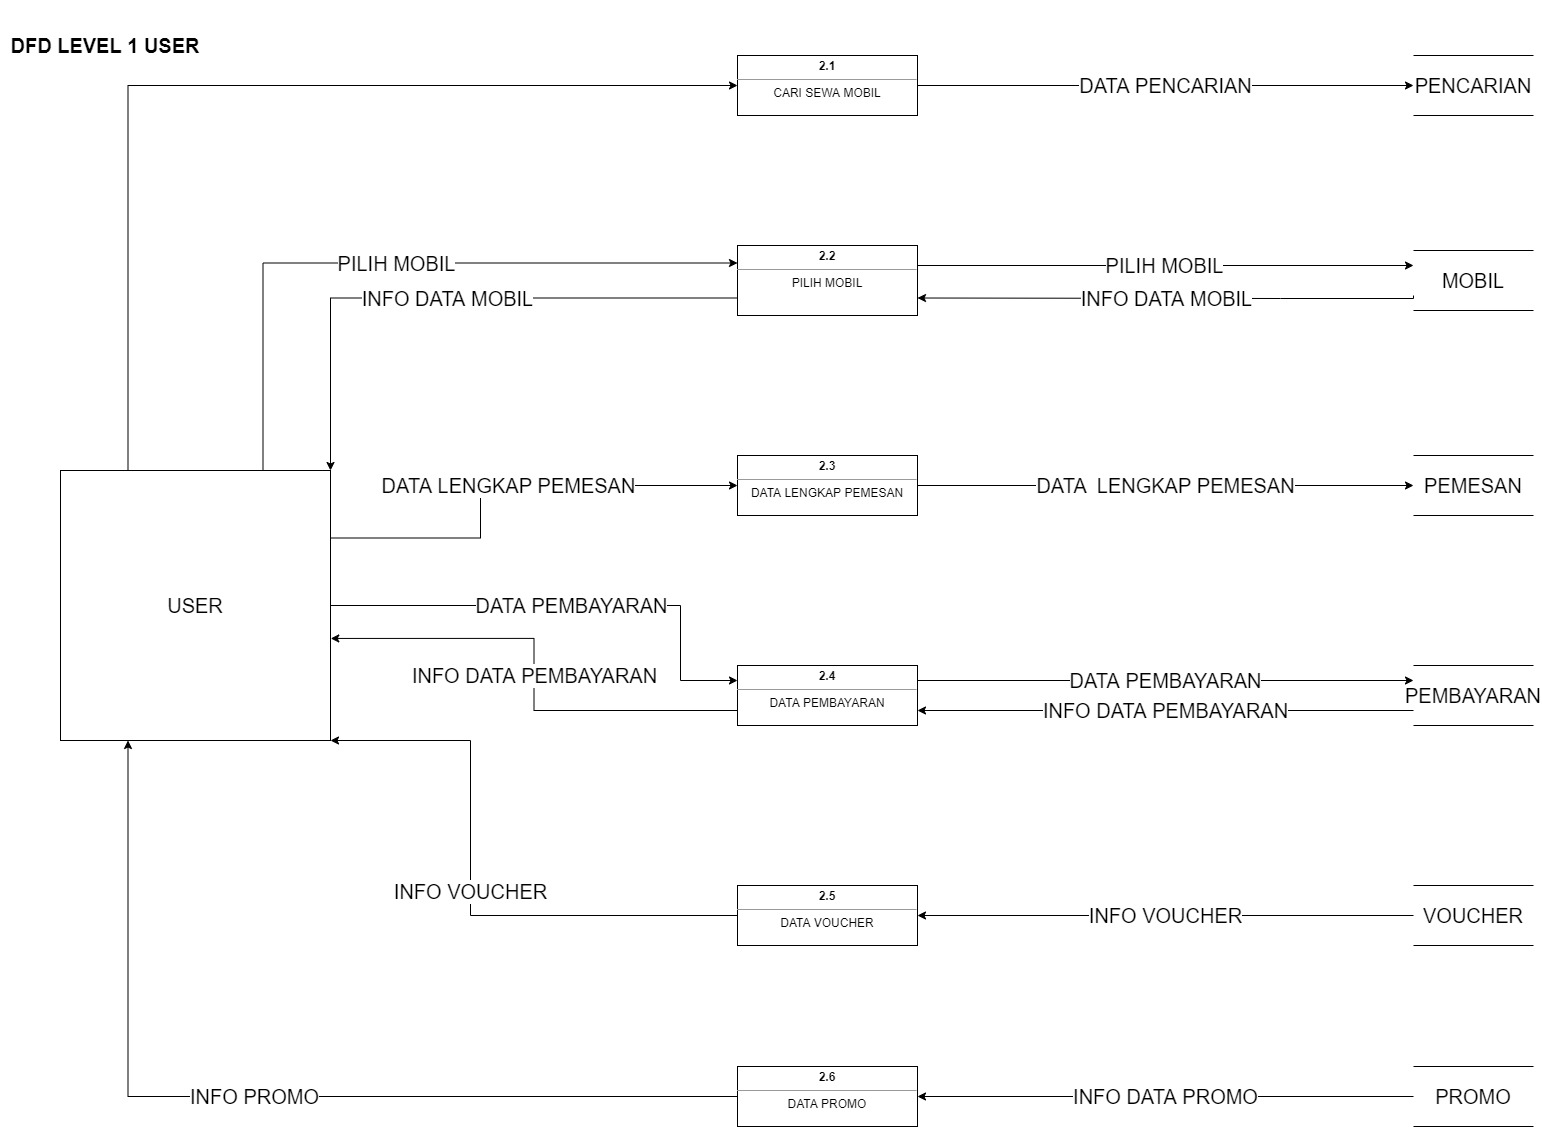 DFD LEVEL 1 USER
2.1
CARI SEWA MOBIL
DATA PENCARIAN
PENCARIAN
PILIH MOBIL
INFO DATA MOBIL
2.2
PILIH MOBIL
PILIH MOBIL
INFO DATA MOBIL
MOBIL
DATA LENGKAP PEMESAN
2.3
DATA LENGKAP PEMESAN
DATA LENGKAP PEMESAN
PEMESAN
USER
DATA PEMBAYARAN
INFO DATA PEMBAYARAN
2.4
DATA PEMBAYARAN
DATA PEMBAYARAN
INFO DATA PEMBAYARAN
PEMBAYARAN
INFO VOUCHER
2.5
DATA VOUCHER
INFO VOUCHER
VOUCHER
INFO PROMO
2.6
DATA PROMO
INFO DATA PROMO
PROMO